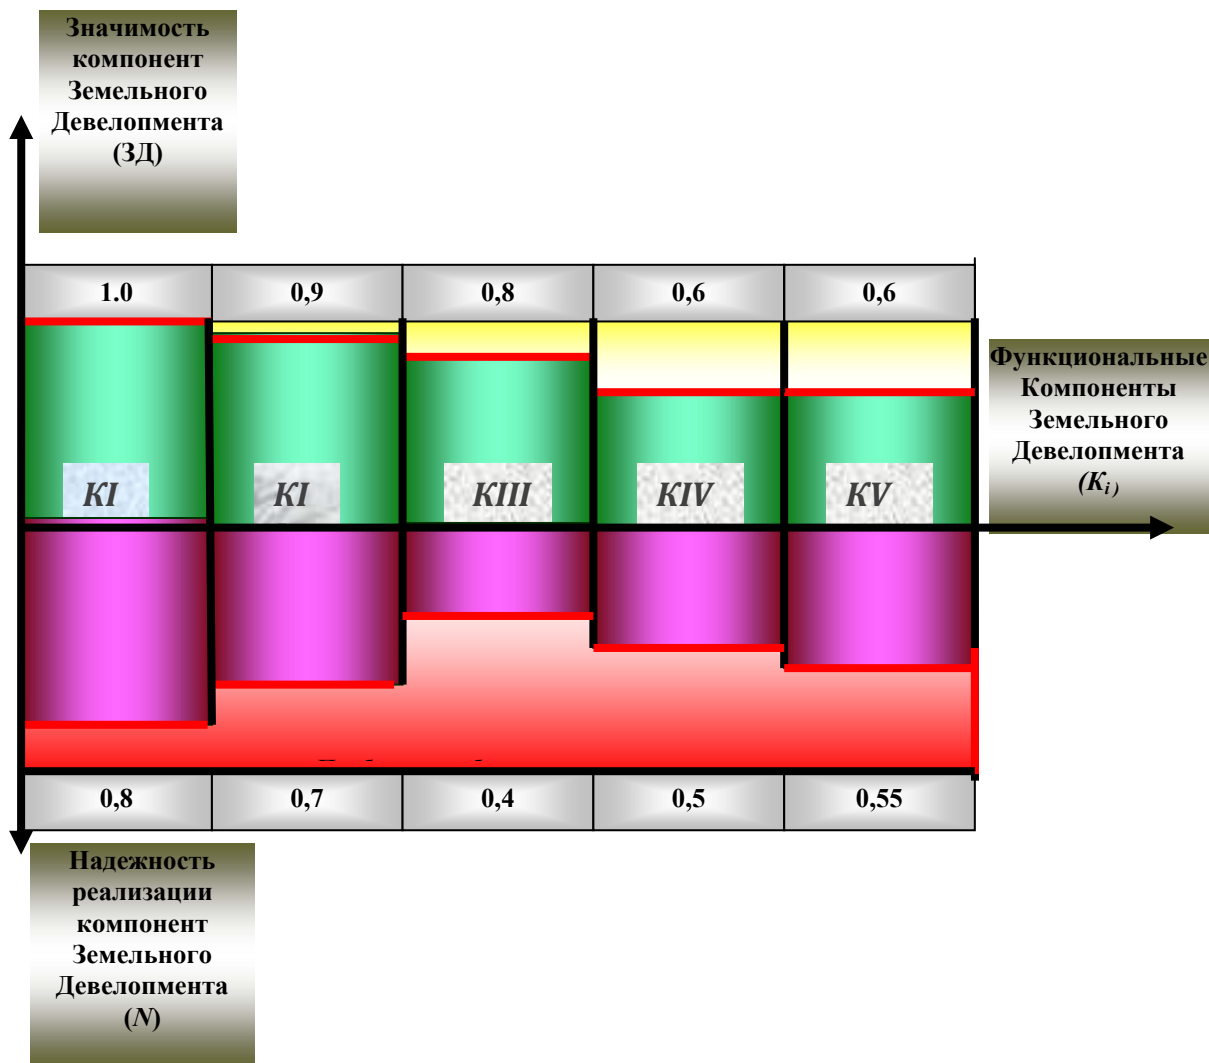 Значимость
компонент
Земельного
Девелопмента
(ЗД)
1.0 0,9 0,8 0,6 0,6
Функциональные
Компоненты
Земельного
Девелопмента
(Ki )
KI KI KIII KIV KV
0,8 0,7 0,4 0,5 0,55
Надежность
реализации
компонент
Земельного
Девелопмента
(N)